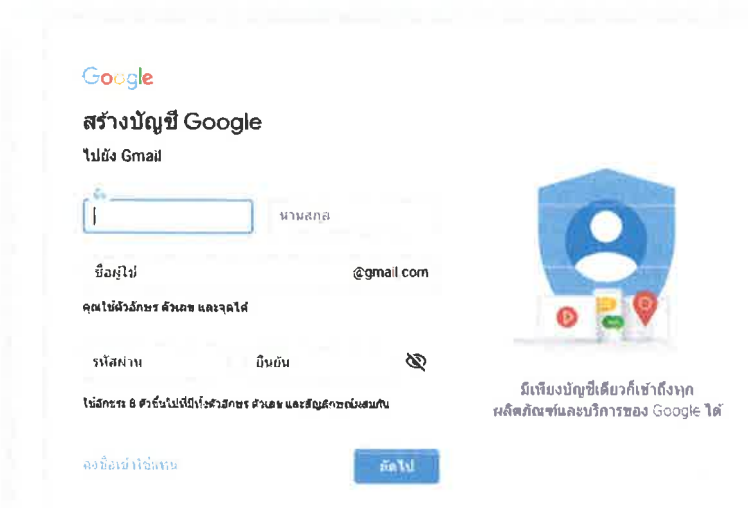 Google
สร้างบัญชี Google
ไปยัง Gmail
ชื่อ
นามสกุล
ชื่อผู้ใช้ @gmail.com
คุณใช้ตัวอักษร ตัวเลข และจุดได้
รหัสผ่าน ยืนยัน
ใช้อักขระ 8 ตัวขึ้นไปที่มีทั้งตัวอักษร ตัวเลข และสัญลักษณ์ผสมกัน
ลงชื่อเข้าใช้แทน ถัดไป
มีเพียงบัญชีเดียวก็เข้าถึงทุก
ผลิตภัณฑ์และบริการของ Google ได้